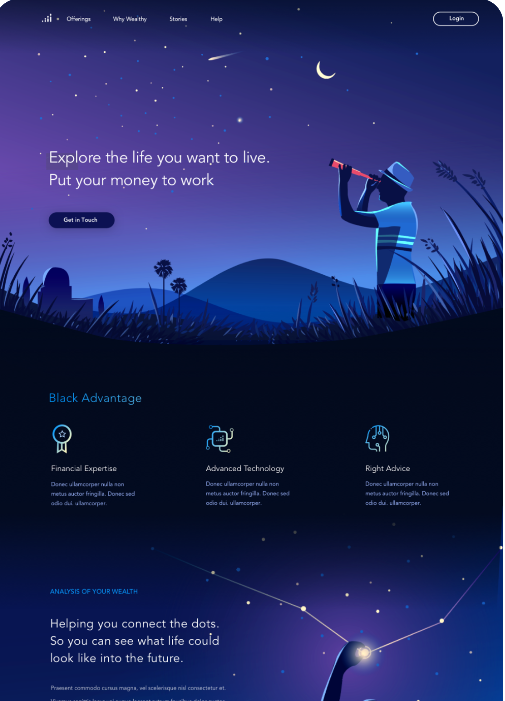 Offerings
Why Wealthy
Stories
Help
Login
Explore the life you want to live.
Put your money to work
Get in Touch
Black Advantage
Financial Expertise
Donec ullamcorper nulla non
metus auctor fringilla. Donec sed
odio dui. ullamcorper.
Advanced Technology
Donec ullamcorper nulla non
metus auctor fringilla. Donec sed
odio dui. ullamcorper.
Right Advice
Donec ullamcorper nulla non
metus auctor fringilla. Donec sed
odio dui. ullamcorper.
ANALYSIS OF YOUR WEALTH
Helping you connect the dots.
So you can see what life could
look like into the future.
Praesent commodo cursus magna, vel scelerisque nisl consectetur et.